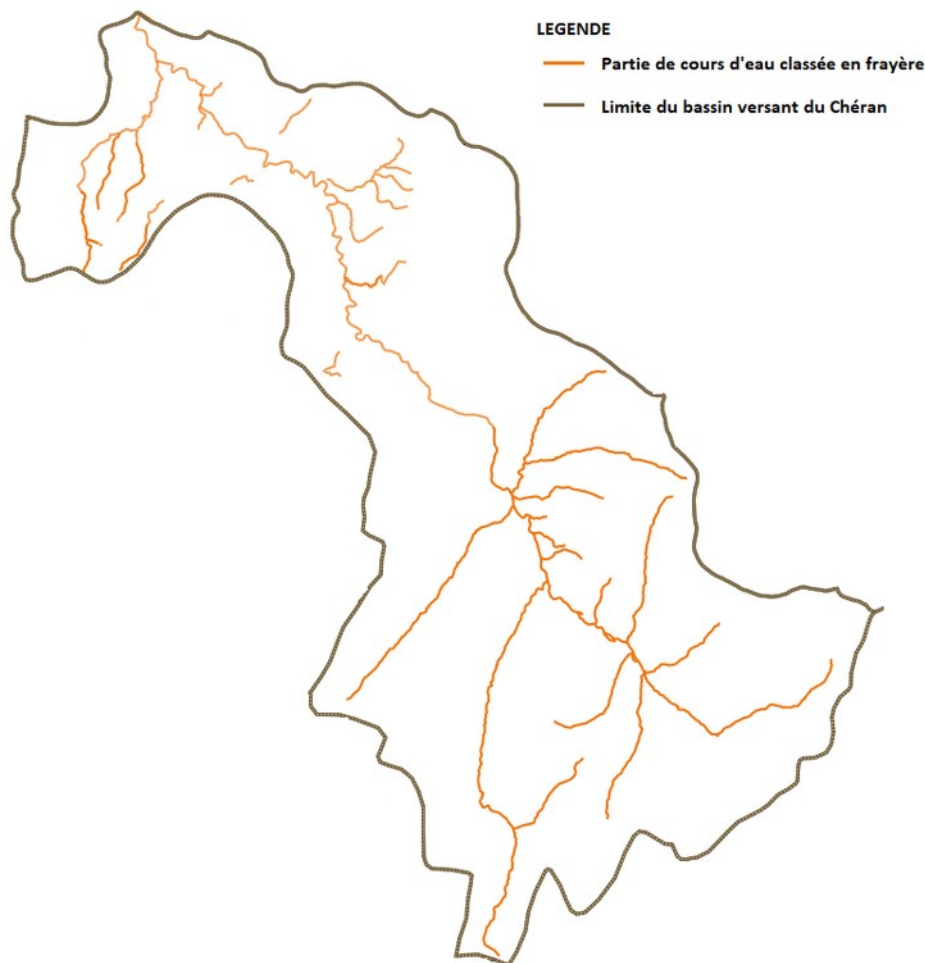 LEGENDE
Partie de cours d'eau classée en frayère
Limite du bassin versant du Chéran